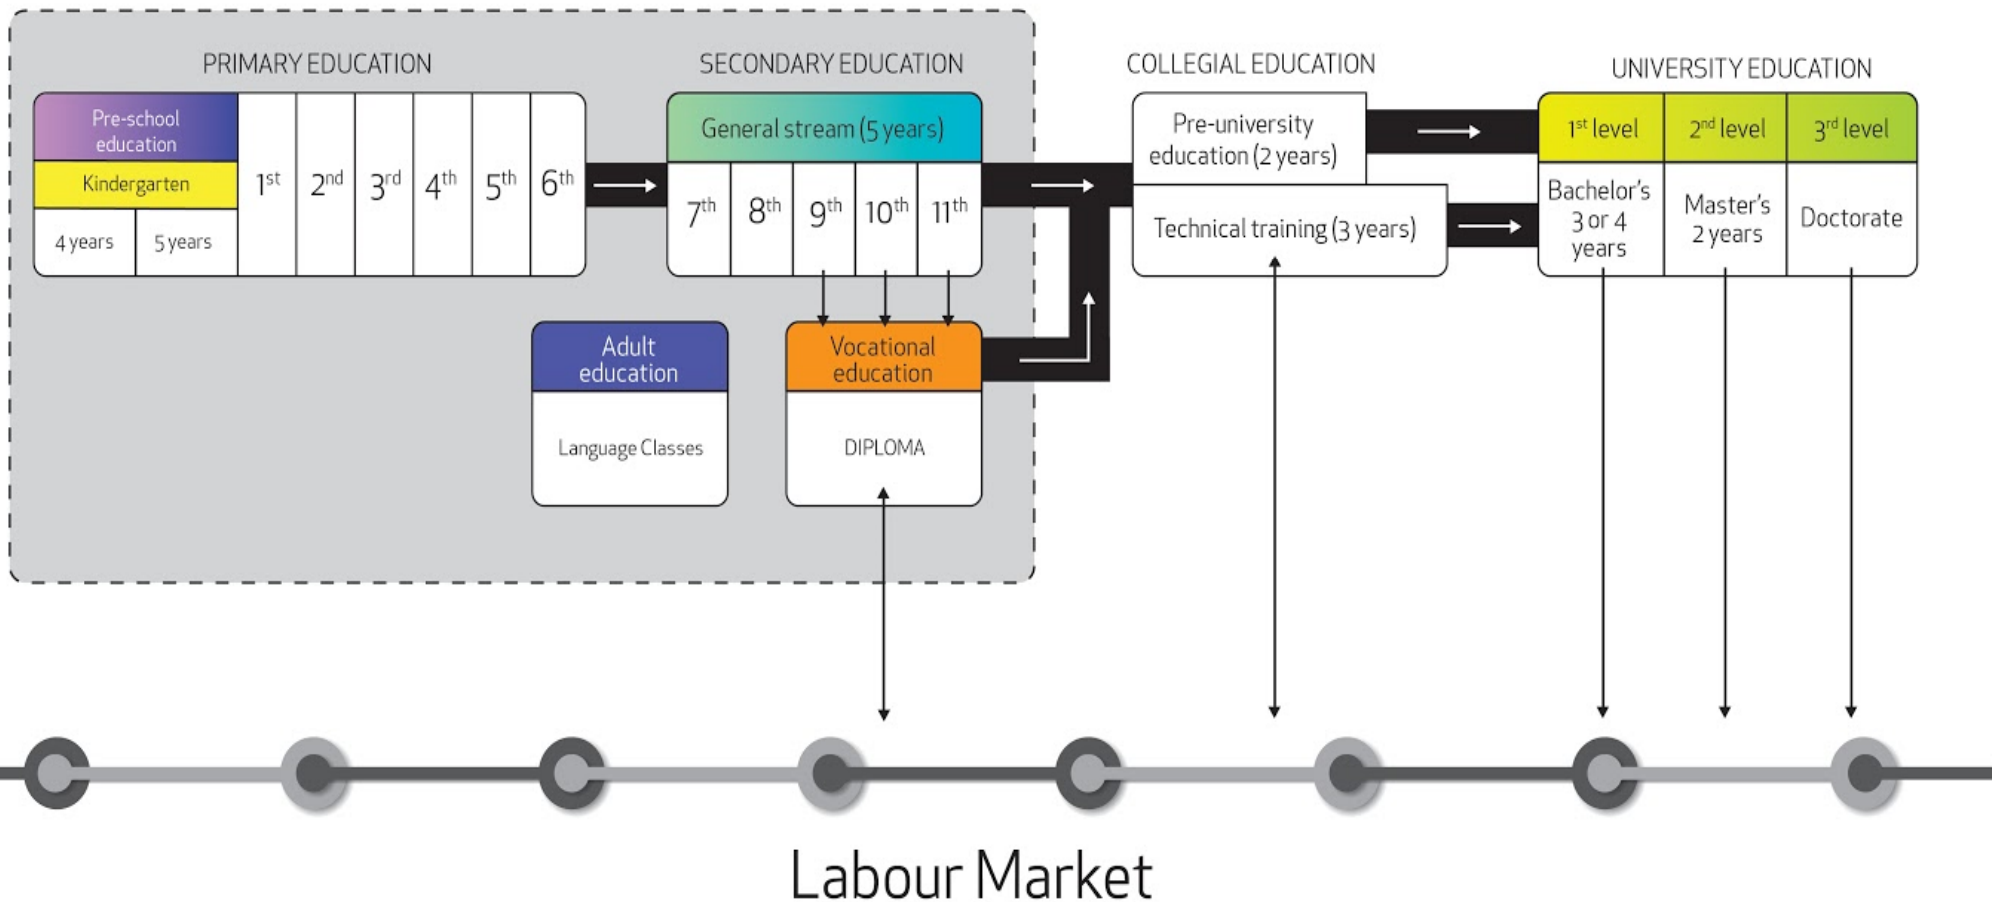 PRIMARY EDUCATION
Pre-school
education
Kindergarten
4 years
5 years
1st
2nd
3rd
4th
5th
6th
SECONDARY EDUCATION
General stream (5 years)
7th
8th
9th
10th
11th
Adult
education
Language Classes
Vocational
education
DIPLOMA
COLLEGIAL EDUCATION
Pre-university
education (2 years)
Technical training (3 years)
UNIVERSITY EDUCATION
1st level
2nd level
3rd level
Bachelor's
3 or 4
years
Master's
2 years
Doctorate
Labour Market